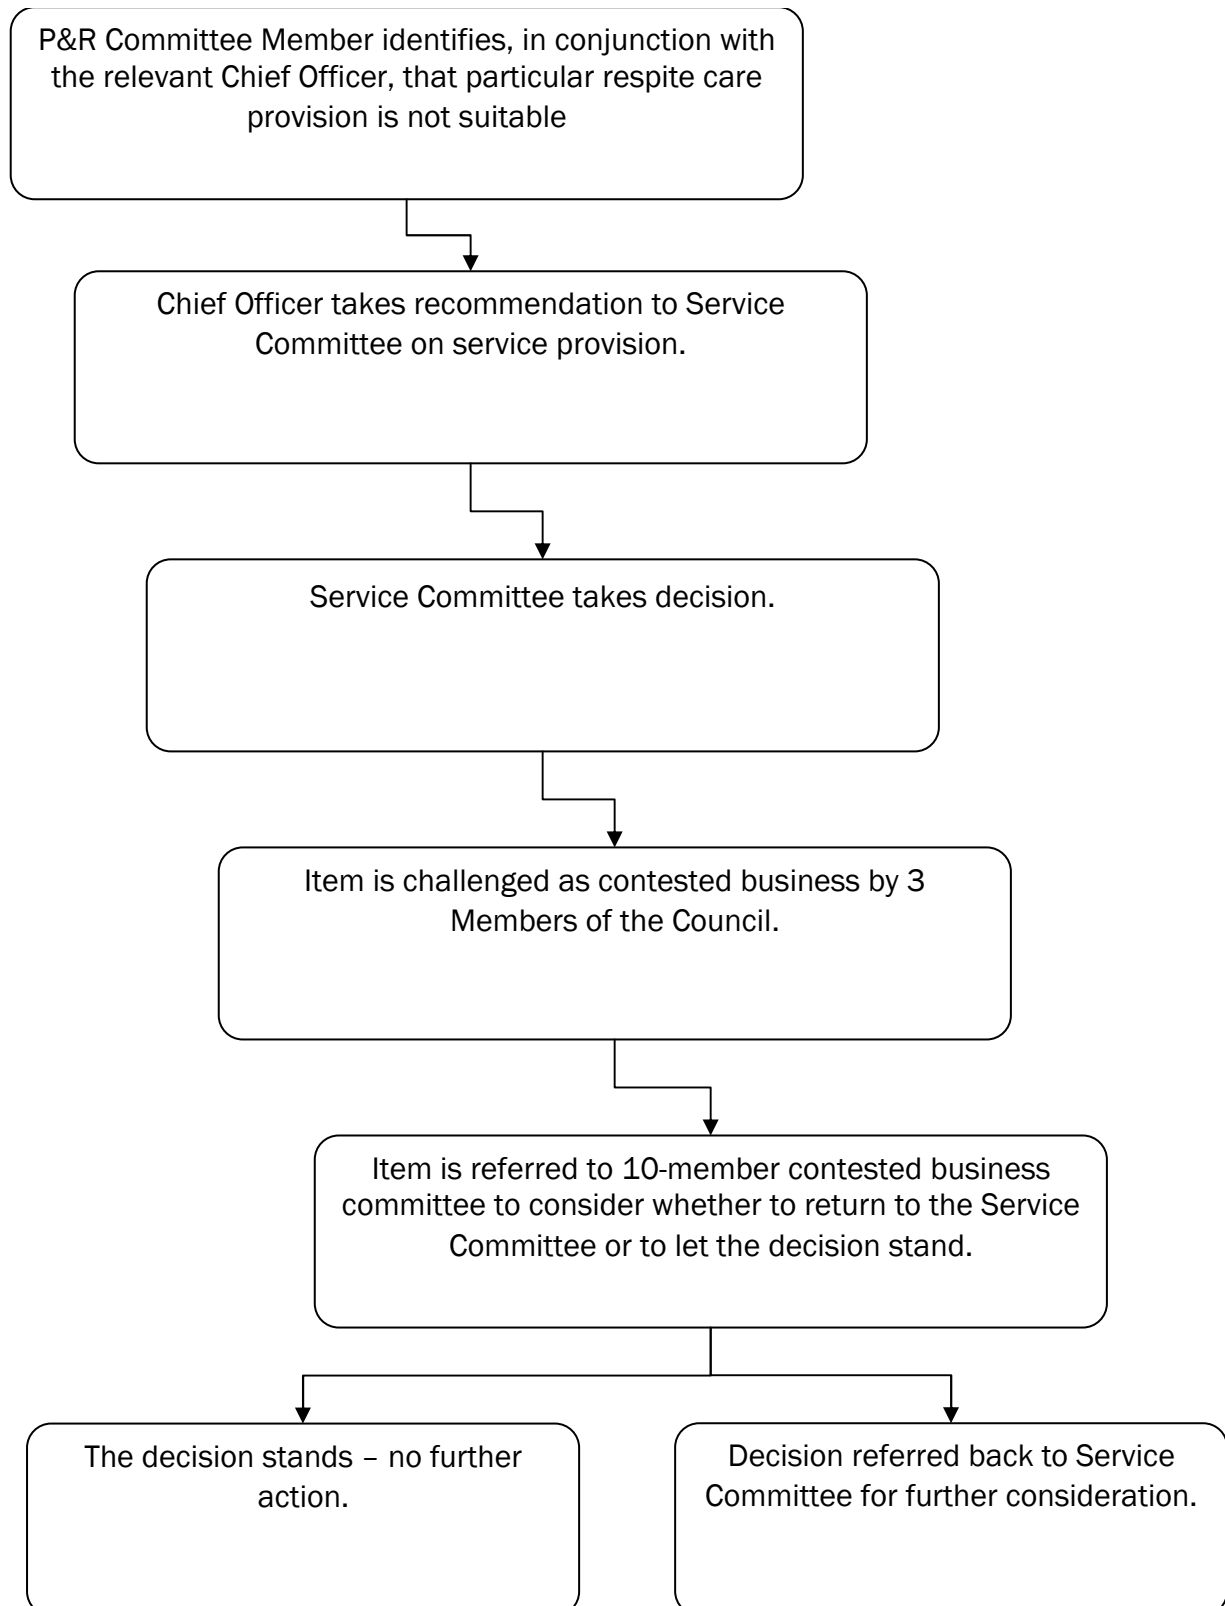 P&R Committee Member identifies, in conjunction with
the relevant Chief Officer, that particular respite care
provision is not suitable
Chief Officer takes recommendation to Service
Committee on service provision.
Service Committee takes decision.
Item is challenged as contested business by 3
Members of the Council.
Item is referred to 10-member contested business
committee to consider whether to return to the Service
Committee or to let the decision stand.
The decision stands – no further
action.
Decision referred back to Service
Committee for further consideration.